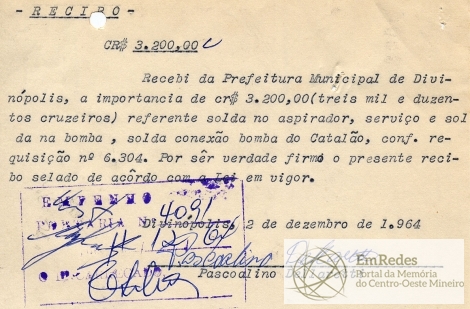 - R E C I B O -
CR$ 3.200,00
Recebi da Prefeitura Municipal de Divi-
nópolis, a importancia de cr$ 3.200,00(treis mil e duzen-
tos cruzeiros) referente solda no aspirador, serviço e sol
da na bomba , solda conexão bomba do Catalão, conf. re-
quisição nº 6.304. Por sêr verdade firmo o presente reci-
bo selado de acôrdo com a Lei em vigor.
EMPENHO
4091
Divinópolis, 2 de dezembro de 1.964
Pascoalino
Pascoalino
EmRedes
Portal da Memória
do Centro-Oeste Mineiro